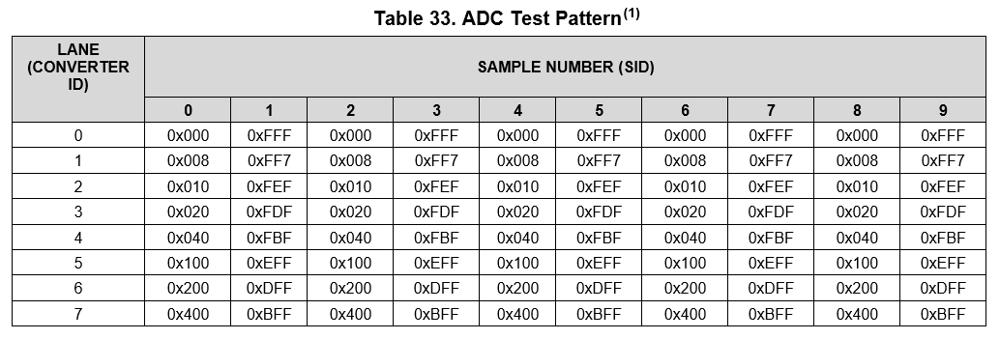 Table 33. ADC Test Pattern(1)
LANE
(CONVERTER
ID)
SAMPLE NUMBER (SID)
0 1 2 3 4 5 6 7 8 9
0 0x000 0xFFF 0x000 0xFFF 0x000 0xFFF 0x000 0xFFF 0x000 0xFFF
1 0x008 0xFF7 0x008 0xFF7 0x008 0xFF7 0x008 0xFF7 0x008 0xFF7
2 0x010 0xFEF 0x010 0xFEF 0x010 0xFEF 0x010 0xFEF 0x010 0xFEF
3 0x020 0xFDF 0x020 0xFDF 0x020 0xFDF 0x020 0xFDF 0x020 0xFDF
4 0x040 0xFBF 0x040 0xFBF 0x040 0xFBF 0x040 0xFBF 0x040 0xFBF
5 0x100 0xEFF 0x100 0xEFF 0x100 0xEFF 0x100 0xEFF 0x100 0xEFF
6 0x200 0xDFF 0x200 0xDFF 0x200 0xDFF 0x200 0xDFF 0x200 0xDFF
7 0x400 0xBFF 0x400 0xBFF 0x400 0xBFF 0x400 0xBFF 0x400 0xBFF